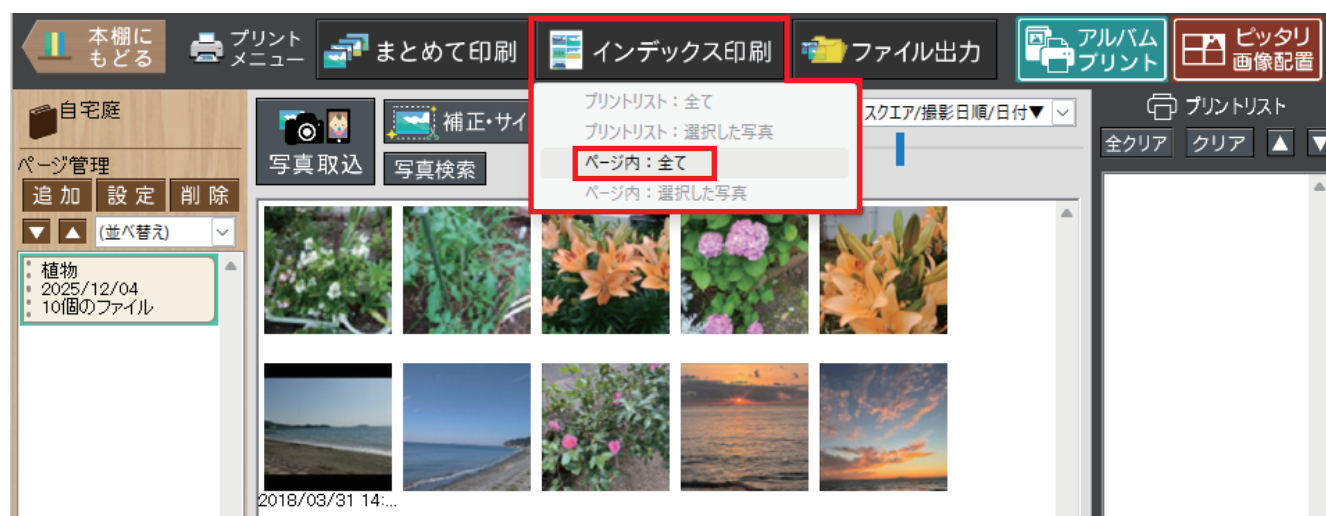 本棚に
もどる
プリント
メニュー
まとめて印刷
インデックス印刷
ファイル出力
アルバム
プリント
ピッタリ
画像配置
自宅庭
ページ管理
追加
設定
削除
(並べ替え)
植物
2025/12/04
10個のファイル
写真取込
補正・サイ
写真検索
プリントリスト：全て
プリントリスト：選択した写真
ページ内：全て
ページ内：選択した写真
スクエア/撮影日順/日付▼
2018/03/31 14:...
プリントリスト
全クリア
クリア